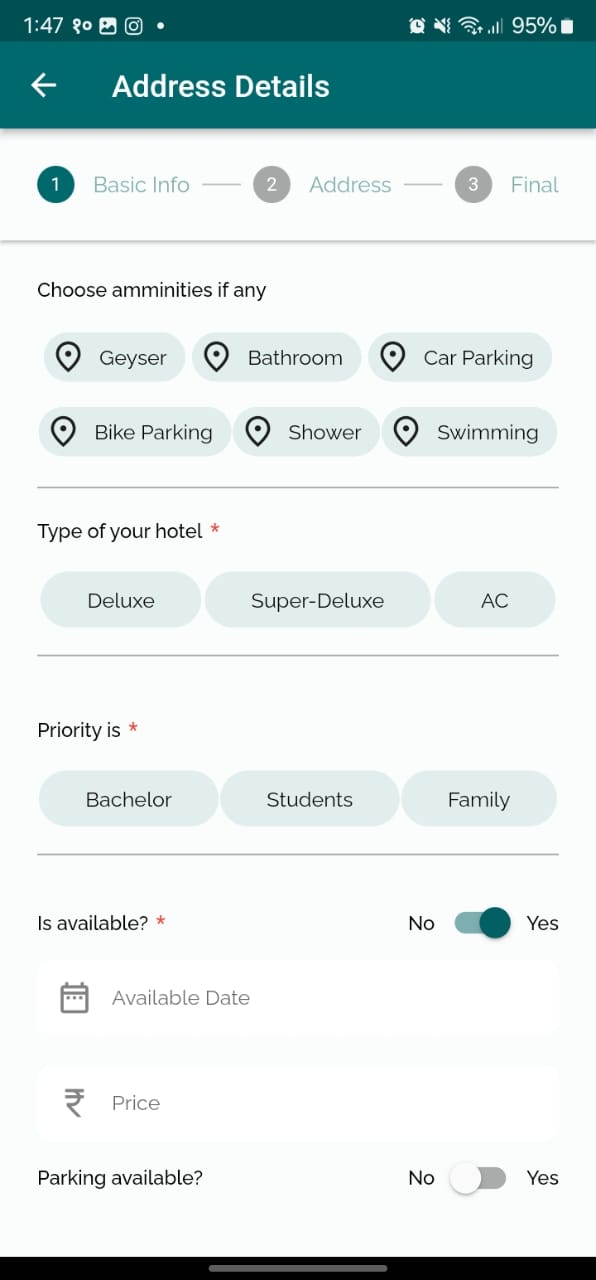 1:47 १० 95%
Address Details
1 Basic Info 2 Address 3 Final
Choose amminities if any
Geyser Bathroom Car Parking
Bike Parking Shower Swimming
Type of your hotel *
Deluxe Super-Deluxe AC
Priority is *
Bachelor Students Family
Is available? * No Yes
Available Date
₹ Price
Parking available? No Yes